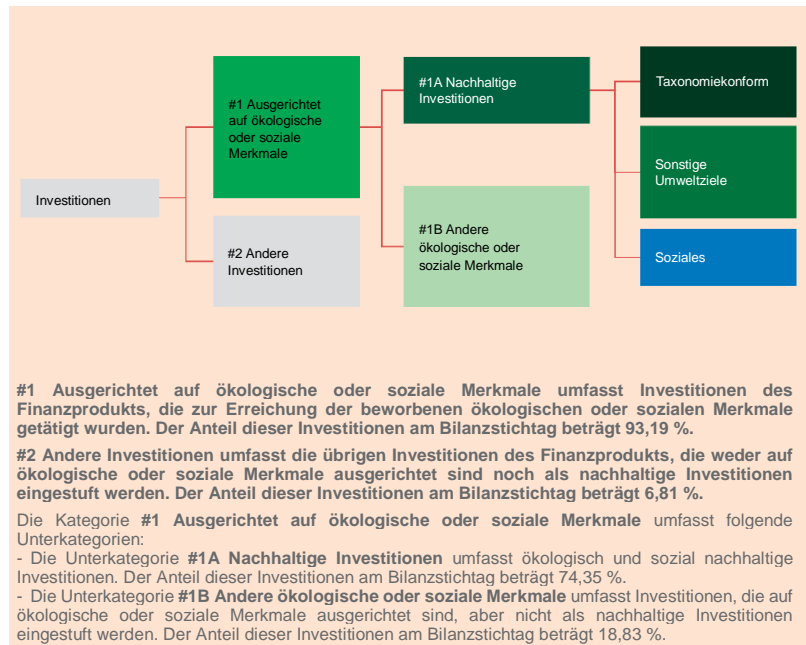 Investitionen
#1 Ausgerichtet
auf ökologische
oder soziale
Merkmale
#2 Andere
Investitionen
#1A Nachhaltige
Investitionen
#1B Andere
ökologische oder
soziale Merkmale
Taxonomiekonform
Sonstige
Umweltziele
Soziales
#1 Ausgerichtet auf ökologische oder soziale Merkmale umfasst Investitionen des
Finanzprodukts, die zur Erreichung der beworbenen ökologischen oder sozialen Merkmale
getätigt wurden. Der Anteil dieser Investitionen am Bilanzstichtag beträgt 93,19 %.
#2 Andere Investitionen umfasst die übrigen Investitionen des Finanzprodukts, die weder auf
ökologische oder soziale Merkmale ausgerichtet sind noch als nachhaltige Investitionen
eingestuft werden. Der Anteil dieser Investitionen am Bilanzstichtag beträgt 6,81 %.
Die Kategorie #1 Ausgerichtet auf ökologische oder soziale Merkmale umfasst folgende
Unterkategorien:
- Die Unterkategorie #1A Nachhaltige Investitionen umfasst ökologisch und sozial nachhaltige
Investitionen. Der Anteil dieser Investitionen am Bilanzstichtag beträgt 74,35 %.
- Die Unterkategorie #1B Andere ökologische oder soziale Merkmale umfasst Investitionen, die auf
ökologische oder soziale Merkmale ausgerichtet sind, aber nicht als nachhaltige Investitionen
eingestuft werden. Der Anteil dieser Investitionen am Bilanzstichtag beträgt 18,83 %.